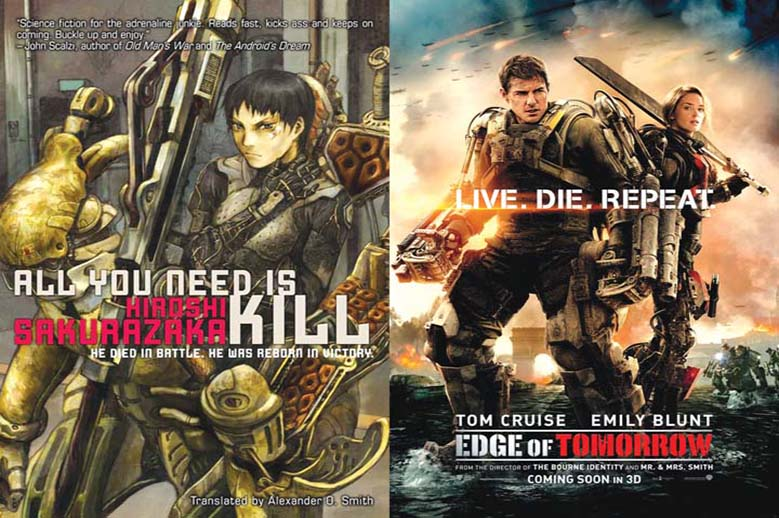 "Science fiction for the adrenaline junkie. Reads fast, kicks ass and keeps on
coming. Buckle up and enjoy."
– John Scalzi, author of Old Man's War and The Android's Dream
ALL YOU NEED IS
KILL
HIROSHI
SAKURAZAKA
HE DIED IN BATTLE. HE WAS REBORN IN VICTORY.
Translated by Alexander O. Smith
LIVE. DIE. REPEAT.
TOM CRUISE EMILY BLUNT
EDGE OF TOMORROW
FROM THE DIRECTOR OF THE BOURNE IDENTITY AND MR. & MRS. SMITH
COMING SOON IN 3D